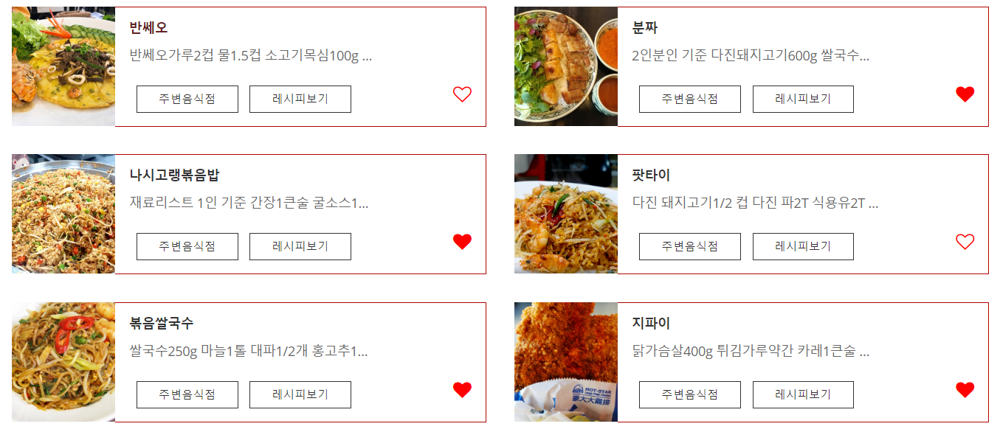 반쎄오
반쎄오가루2컵 물1.5컵 소고기목심100g ...
주변음식점 레시피보기
분짜
2인분인 기준 다진돼지고기600g 쌀국수...
주변음식점 레시피보기
나시고랭볶음밥
재료리스트 1인 기준 간장1큰술 굴소스1...
주변음식점 레시피보기
팟타이
다진 돼지고기1/2 컵 다진 파2T 식용유2T ...
주변음식점 레시피보기
볶음쌀국수
쌀국수250g 마늘1톨 대파1/2개 홍고추1...
주변음식점 레시피보기
지파이
닭가슴살400g 튀김가루약간 카레1큰술 ...
주변음식점 레시피보기
HOT-STAR
Large Fried Chicken
豪大大雞排